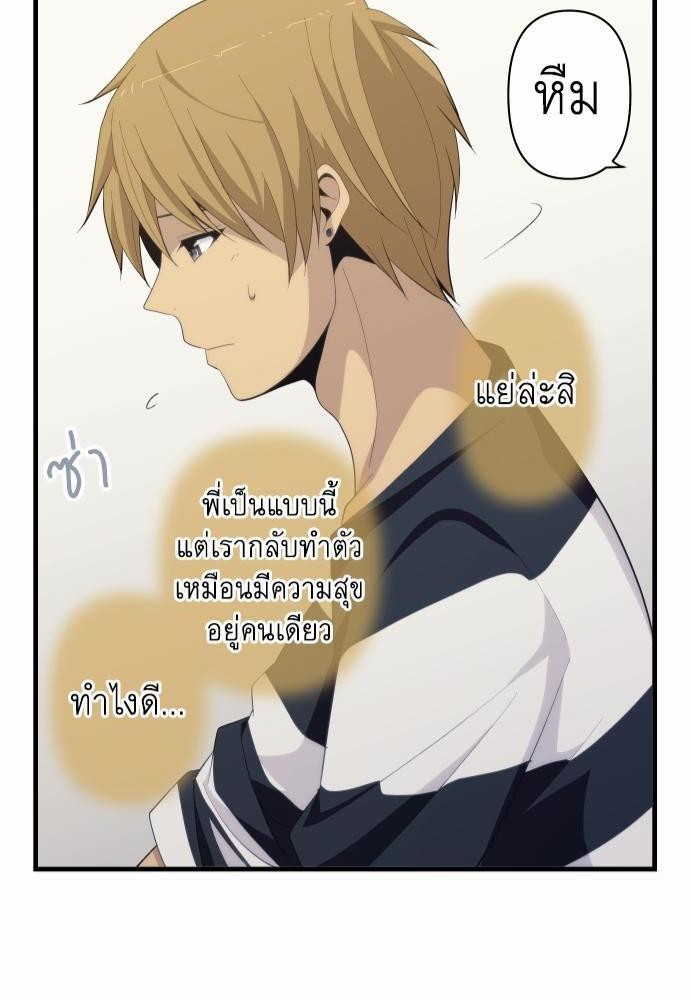 หืม
แย่ล่ะสิ
ซ่า
พี่เป็นแบบนี้
แต่เรากลับทำตัว
เหมือนมีความสุข
อยู่คนเดียว
ทำไงดี...